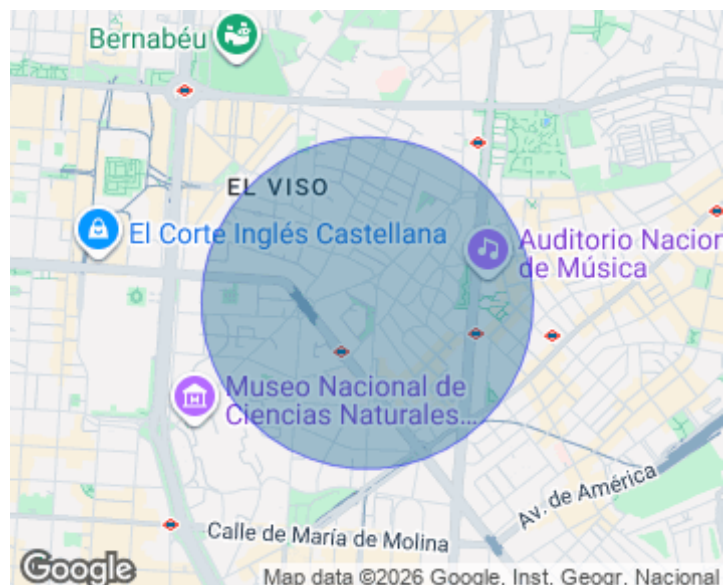 Bernabéu
EL VISO
El Corte Inglés Castellana
Auditorio Nacion
de Música
Museo Nacional de
Ciencias Naturales...
Av. de América
Calle de María de Molina
Google
Map data ©2026 Google, Inst. Geogr. Nacional